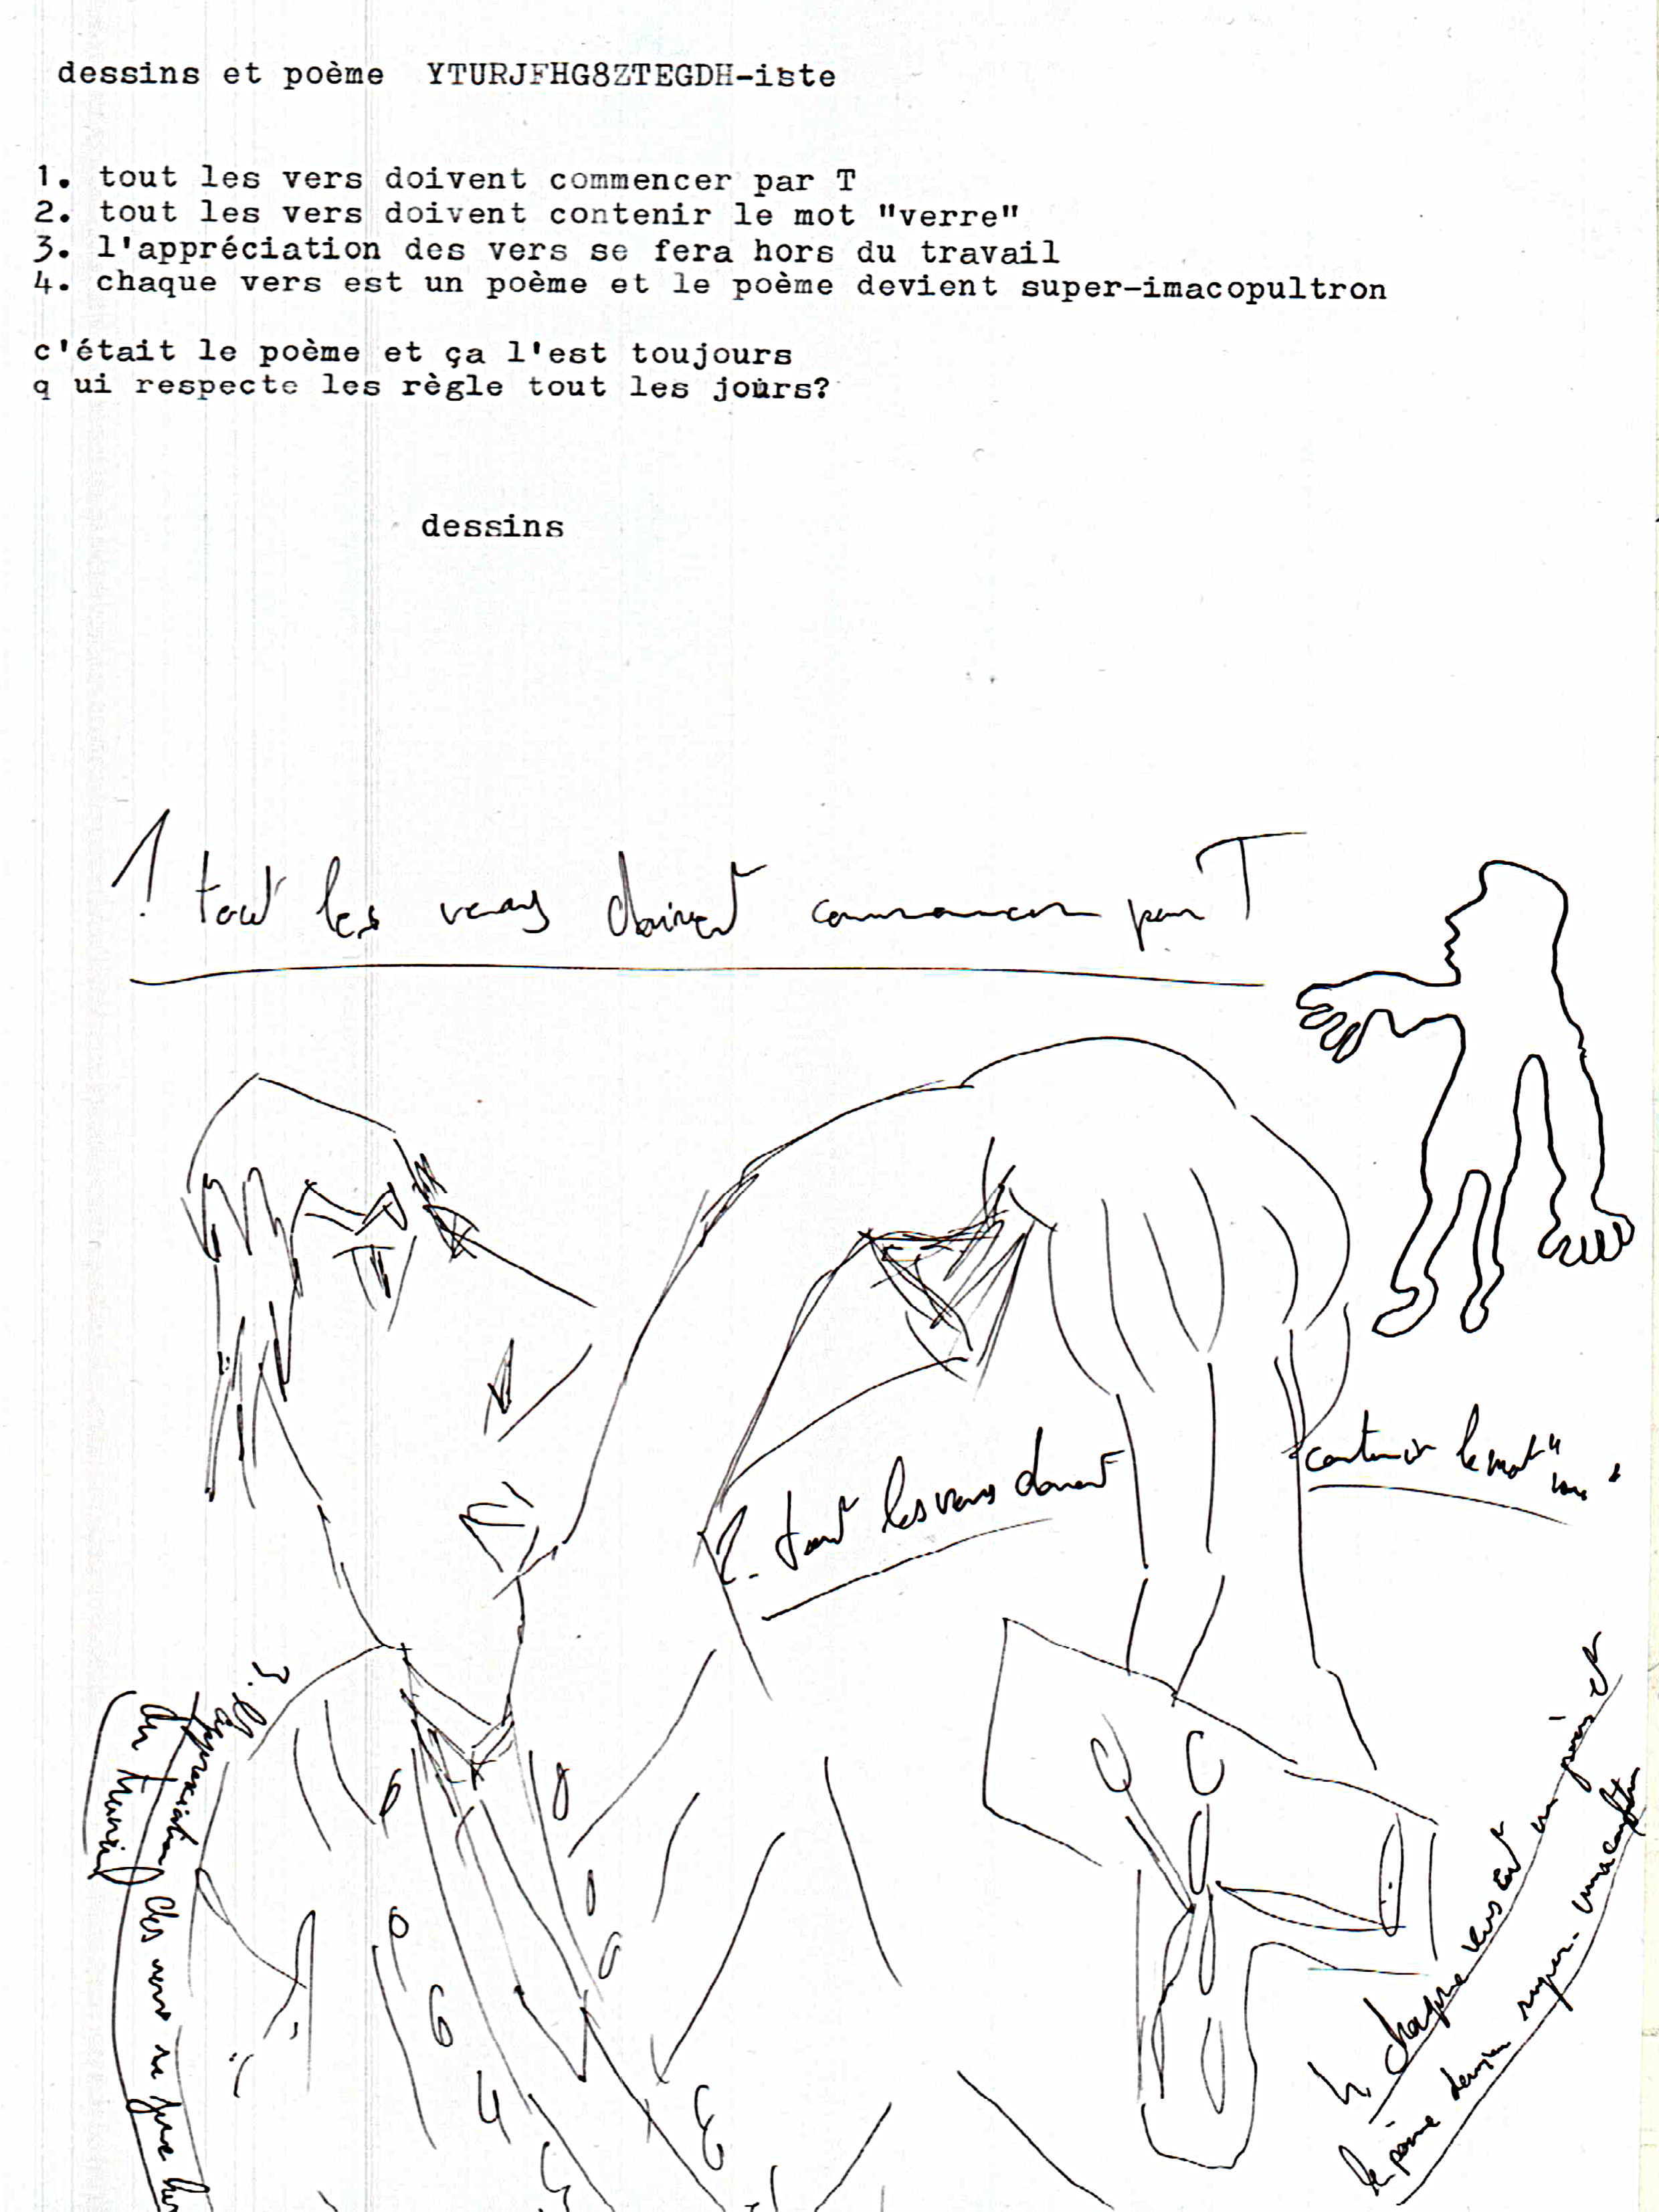 dessins et poème YTURJFHG8ZTEGDH-iste
1. tout les vers doivent commencer par T
2. tout les vers doivent contenir le mot "verre"
3. l'appréciation des vers se fera hors du travail
4. chaque vers est un poème et le poème devient super-imacopultron
c'était le poème et ça l'est toujours
q ui respecte les règle tout les jours?
dessins
1. tout les vers doivent commencer par T
2. tout les vers doivent
contenir le mot "
3. l'appréciation des vers se fera hors
du travail
4. chaque vers est un poème et
le poème devient super-imacopultron